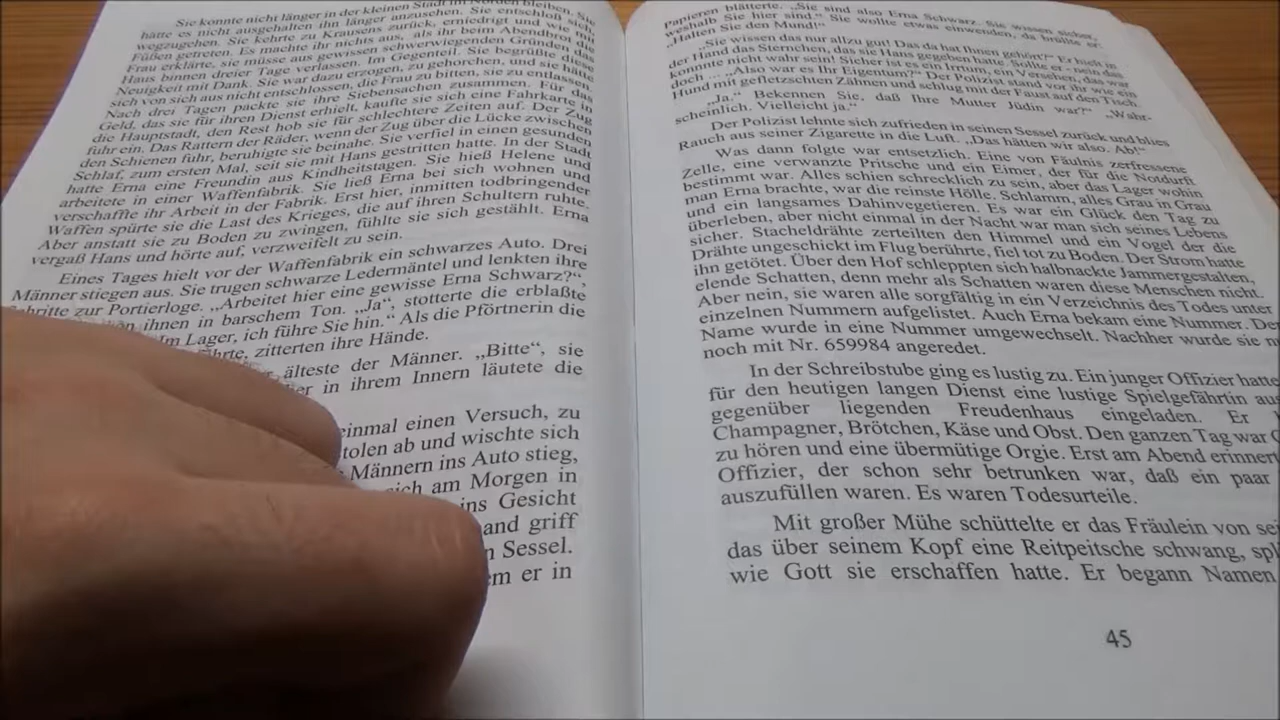 Sie konnte nicht länger in der kleinen Stadt im Norden bleiben. Sie
hätte es nicht ausgehalten ihn länger anzusehen. Sie entschloß sich,
wegzugehen. Sie kehrte zu Krausens zurück, erniedrigt und wie mit
Füßen getreten. Es machte ihr nichts aus, als ihr beim Abendbrot die
Frau erklärte, sie müsse aus gewissen schwerwiegenden Gründen das
Haus binnen dreier Tage verlassen. Im Gegenteil. Sie begrüßte diese
Neuigkeit mit Dank. Sie war dazu erzogen, zu gehorchen, und sie hätte
sich von sich aus nicht entschlossen, die Frau zu bitten, sie zu entlassen.
Nach drei Tagen packte sie ihre Siebensachen zusammen. Für das
Geld, das sie für ihren Dienst erhielt, kaufte sie sich eine Fahrkarte in
die Hauptstadt, den Rest hob sie für schlechtere Zeiten auf. Der Zug
fuhr ein. Das Rattern der Räder, wenn der Zug über die Lücke zwischen
den Schienen fuhr, beruhigte sie beinahe. Sie verfiel in einen gesunden
Schlaf, zum ersten Mal, seit sie mit Hans gestritten hatte. In der Stadt
hatte Erna eine Freundin aus Kindheitstagen. Sie hieß Helene und
arbeitete in einer Waffenfabrik. Sie ließ Erna bei sich wohnen und
verschaffte ihr Arbeit in der Fabrik. Erst hier, inmitten todbringender
Waffen spürte sie die Last des Krieges, die auf ihren Schultern ruhte.
Aber anstatt sie zu Boden zu zwingen, fühlte sie sich gestählt. Erna
vergaß Hans und hörte auf, verzweifelt zu sein.
Eines Tages hielt vor der Waffenfabrik ein schwarzes Auto. Drei
Männer stiegen aus. Sie trugen schwarze Ledermäntel und lenkten ihre
Schritte zur Portierloge. „Arbeitet hier eine gewisse Erna Schwarz?“,
ihnen in barschem Ton. „Ja“, stotterte die erblaßte
Im Lager, ich führe Sie hin.“ Als die Pförtnerin die
zitterten ihre Hände.
älteste der Männer. „Bitte“, sie
in ihrem Innern läutete die
einmal einen Versuch, zu
ab und wischte sich
Männern ins Auto stieg,
am Morgen in
ins Gesicht
griff
Sessel.
er in
Papieren blätterte. „Sie sind also Erna Schwarz. Sie wissen sicher,
weshalb Sie hier sind.“ Sie wollte etwas einwenden, da brüllte er:
„Halten Sie den Mund!“
„Sie wissen das nur allzu gut! Das da hat Ihnen gehört?“ Er hielt in
der Hand das Sternchen, das sie Hans gegeben hatte. Sollte er - nein das
konnte nicht wahr sein! Sicher ist es ein Irrtum, ein Versehen, das war
doch ... „Also war es Ihr Eigentum?“ Der Polizist stand vor ihr wie ein
Hund mit gefletzschten Zähnen und schlug mit der Faust auf den Tisch.
„Ja.“ Bekennen Sie, daß Ihre Mutter Jüdin war?“ „Wahr-
scheinlich. Vielleicht ja.“
Der Polizist lehnte sich zufrieden in seinen Sessel zurück und blies
Rauch aus seiner Zigarette in die Luft. „Das hätten wir also. Ab!“
Was dann folgte war entsetzlich. Eine von Fäulnis zerfressene
Zelle, eine verwanzte Pritsche und ein Eimer, der für die Notdurft
bestimmt war. Alles schien schrecklich zu sein, aber das Lager wohin
man Erna brachte, war die reinste Hölle. Schlamm, alles Grau in Grau
und ein langsames Dahinvegetieren. Es war ein Glück den Tag zu
überleben, aber nicht einmal in der Nacht war man sich seines Lebens
sicher. Stacheldrähte zerteilten den Himmel und ein Vogel der die
Drähte ungeschickt im Flug berührte, fiel tot zu Boden. Der Strom hatte
ihn getötet. Über den Hof schleppten sich halbnackte Jammergestalten,
elende Schatten, denn mehr als Schatten waren diese Menschen nicht.
Aber nein, sie waren alle sorgfältig in ein Verzeichnis des Todes unter
einzelnen Nummern aufgelistet. Auch Erna bekam eine Nummer. Der
Name wurde in eine Nummer umgewechselt. Nachher wurde sie
noch mit Nr. 659984 angeredet.
In der Schreibstube ging es lustig zu. Ein junger Offizier hatte
für den heutigen langen Dienst eine lustige Spielgefährtin
gegenüber liegenden Freudenhaus eingeladen. Er
Champagner, Brötchen, Käse und Obst. Den ganzen Tag war
zu hören und eine übermütige Orgie. Erst am Abend
Offizier, der schon sehr betrunken war, daß ein paar
auszufüllen waren. Es waren Todesurteile.
Mit großer Mühe schüttelte er das Fräulein von
das über seinem Kopf eine Reitpeitsche schwang,
wie Gott sie erschaffen hatte. Er begann Namen
45